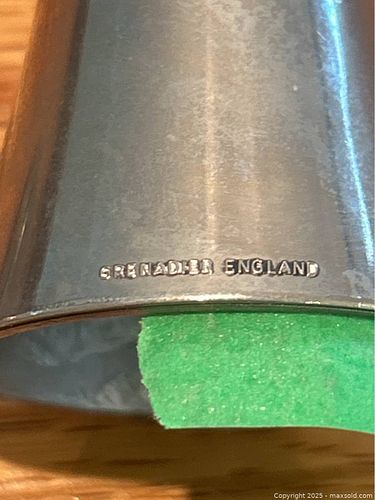 GRENADIER ENGLAND
Copyright 2025 - maxsold.com